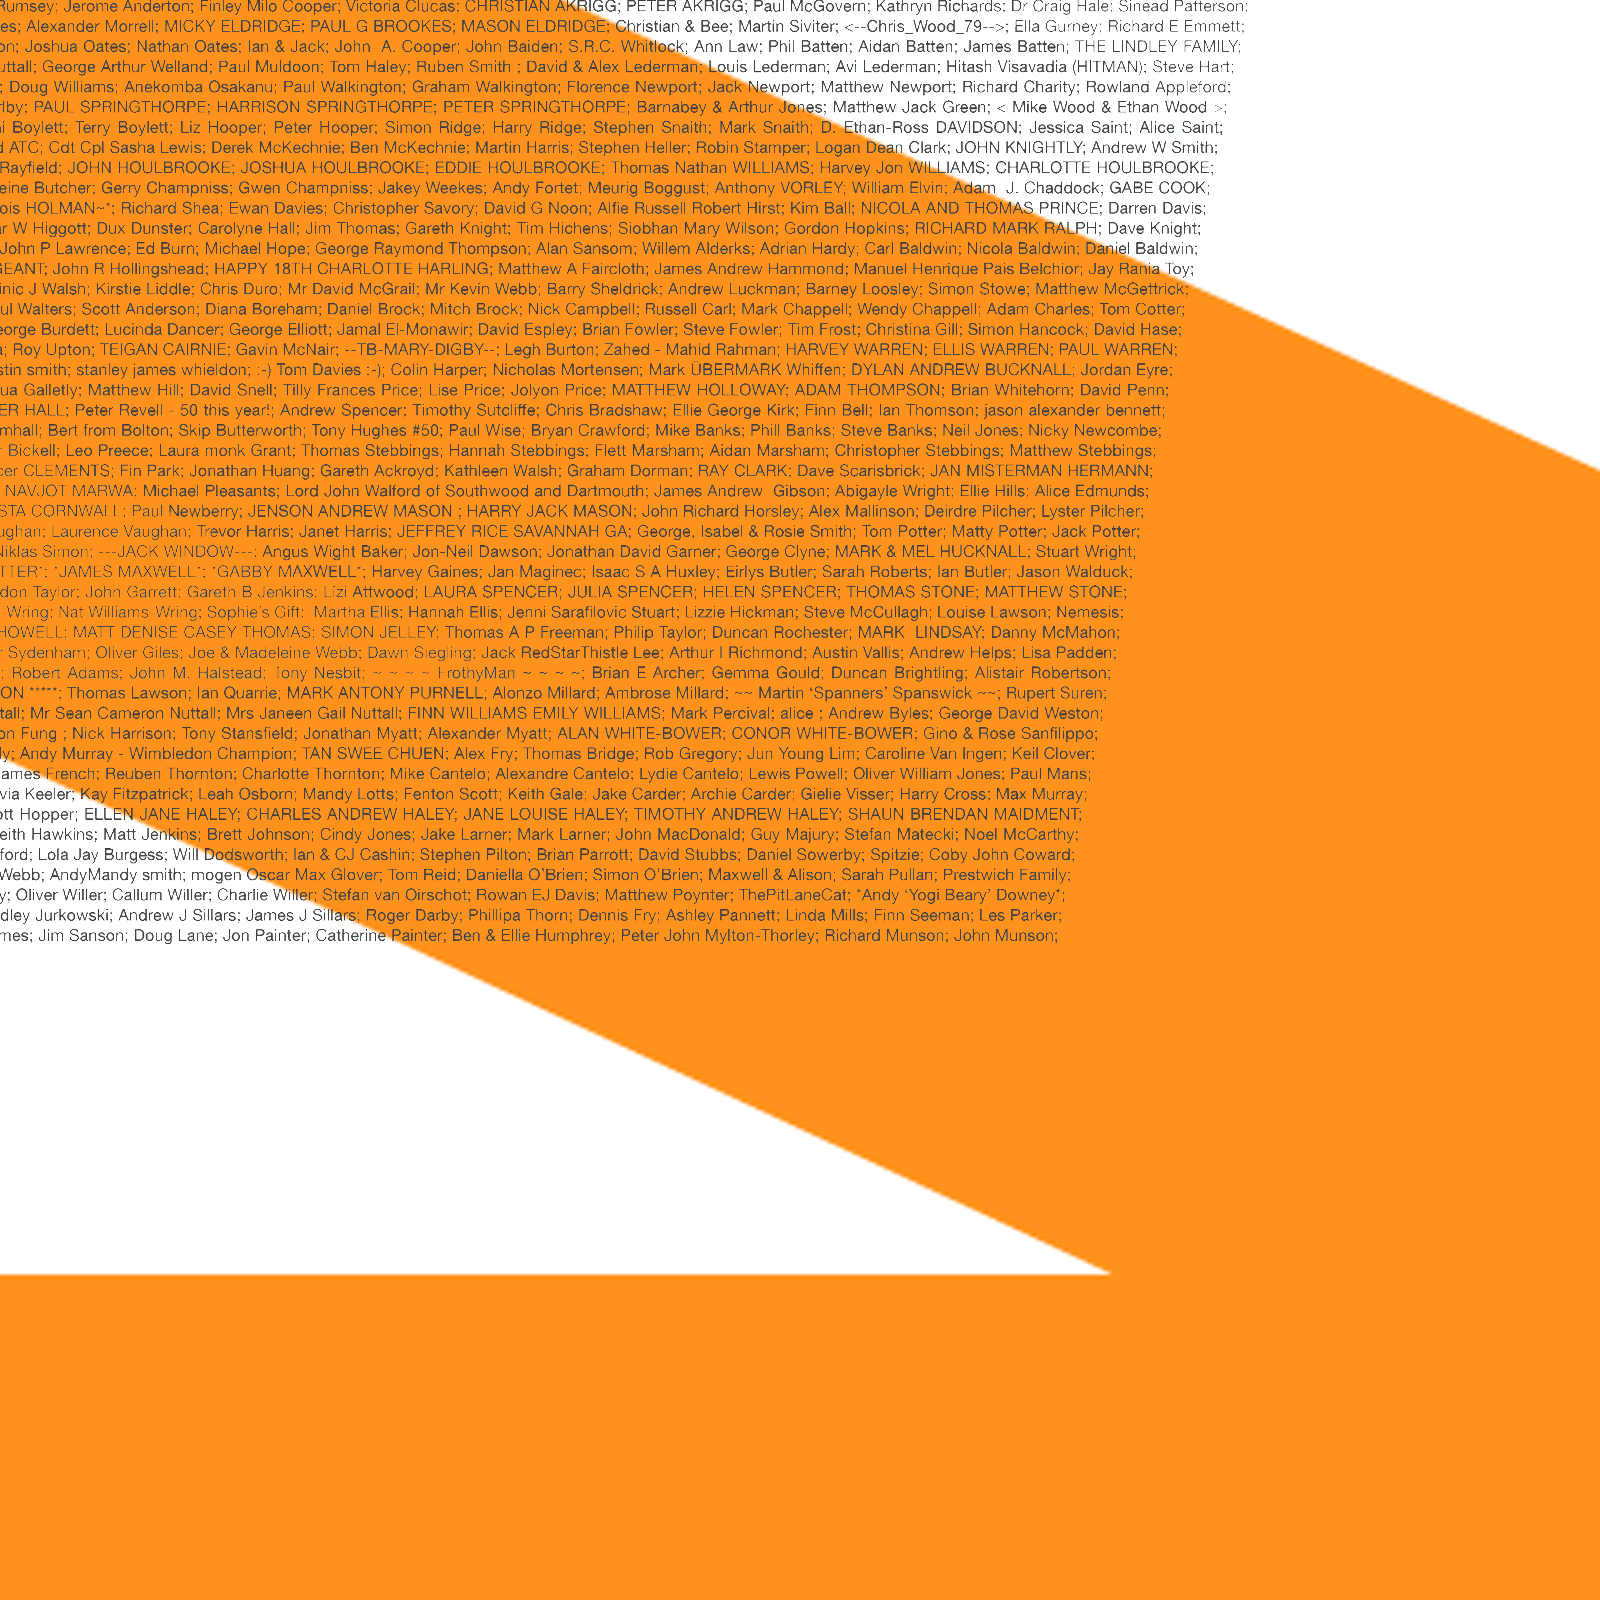 Rumsey; Jerome Anderton; Finley Milo Cooper; Victoria Clucas; CHRISTIAN AKRIGG; PETER AKRIGG; Paul McGovern; Kathryn Richards; Dr Craig Hale; Sinead Patterson;
es; Alexander Morrell; MICKY ELDRIDGE; PAUL G BROOKES; MASON ELDRIDGE; Christian & Bee; Martin Siviter; <--Chris_Wood_79-->; Ella Gurney; Richard E Emmett;
on; Joshua Oates; Nathan Oates; Ian & Jack; John A. Cooper; John Baiden; S.R.C. Whitlock; Ann Law; Phil Batten; Aidan Batten; James Batten; THE LINDLEY FAMILY;
uttall; George Arthur Welland; Paul Muldoon; Tom Haley; Ruben Smith ; David & Alex Lederman; Louis Lederman; Avi Lederman; Hitash Visavadia (HITMAN); Steve Hart;
; Doug Williams; Anekomba Osakanu; Paul Walkington; Graham Walkington; Florence Newport; Jack Newport; Matthew Newport; Richard Charity; Rowland Appleford;
rby; PAUL SPRINGTHORPE; HARRISON SPRINGTHORPE; PETER SPRINGTHORPE; Barnabey & Arthur Jones; Matthew Jack Green; < Mike Wood & Ethan Wood >;
l Boylett; Terry Boylett; Liz Hooper; Peter Hooper; Simon Ridge; Harry Ridge; Stephen Snaith; Mark Snaith; D. Ethan-Ross DAVIDSON; Jessica Saint; Alice Saint;
d ATC; Cdt Cpl Sasha Lewis; Derek McKechnie; Ben McKechnie; Martin Harris; Stephen Heller; Robin Stamper; Logan Dean Clark; JOHN KNIGHTLY; Andrew W Smith;
Rayfield; JOHN HOULBROOKE; JOSHUA HOULBROOKE; EDDIE HOULBROOKE; Thomas Nathan WILLIAMS; Harvey Jon WILLIAMS; CHARLOTTE HOULBROOKE;
eine Butcher; Gerry Champniss; Gwen Champniss; Jakey Weekes; Andy Fortet; Meurig Boggust; Anthony VORLEY; William Elvin; Adam J. Chaddock; GABE COOK;
ois HOLMAN~*; Richard Shea; Ewan Davies; Christopher Savory; David G Noon; Alfie Russell Robert Hirst; Kim Ball; NICOLA AND THOMAS PRINCE; Darren Davis;
ar W Higgott; Dux Dunster; Carolyne Hall; Jim Thomas; Gareth Knight; Tim Hichens; Siobhan Mary Wilson; Gordon Hopkins; RICHARD MARK RALPH; Dave Knight;
John P Lawrence; Ed Burn; Michael Hope; George Raymond Thompson; Alan Sansom; Willem Alderks; Adrian Hardy; Carl Baldwin; Nicola Baldwin; Daniel Baldwin;
GEANT; John R Hollingshead; HAPPY 18TH CHARLOTTE HARLING; Matthew A Faircloth; James Andrew Hammond; Manuel Henrique Pais Belchior; Jay Rania Toy;
inic J Walsh; Kirstie Liddle; Chris Duro; Mr David McGrail; Mr Kevin Webb; Barry Sheldrick; Andrew Luckman; Barney Loosley; Simon Stowe; Matthew McGettrick;
ul Walters; Scott Anderson; Diana Boreham; Daniel Brock; Mitch Brock; Nick Campbell; Russell Carl; Mark Chappell; Wendy Chappell; Adam Charles; Tom Cotter;
eorge Burdett; Lucinda Dancer; George Elliott; Jamal El-Monawir; David Espley; Brian Fowler; Steve Fowler; Tim Frost; Christina Gill; Simon Hancock; David Hase;
a; Roy Upton; TEIGAN CAIRNIE; Gavin McNair; --TB-MARY-DIGBY--; Legh Burton; Zahed - Mahid Rahman; HARVEY WARREN; ELLIS WARREN; PAUL WARREN;
stin smith; stanley james whieldon; :-) Tom Davies :-); Colin Harper; Nicholas Mortensen; Mark ÜBERMARK Whiffen; DYLAN ANDREW BUCKNALL; Jordan Eyre;
ua Galletly; Matthew Hill; David Snell; Tilly Frances Price; Lise Price; Jolyon Price; MATTHEW HOLLOWAY; ADAM THOMPSON; Brian Whitehorn; David Penn;
ER HALL; Peter Revell - 50 this year!; Andrew Spencer; Timothy Sutcliffe; Chris Bradshaw; Ellie George Kirk; Finn Bell; Ian Thomson; jason alexander bennett;
mhall; Bert from Bolton; Skip Butterworth; Tony Hughes #50; Paul Wise; Bryan Crawford; Mike Banks; Phill Banks; Steve Banks; Neil Jones; Nicky Newcombe;
r Bickell; Leo Preece; Laura monk Grant; Thomas Stebbings; Hannah Stebbings; Flett Marsham; Aidan Marsham; Christopher Stebbings; Matthew Stebbings;
cer CLEMENTS; Fin Park; Jonathan Huang; Gareth Ackroyd; Kathleen Walsh; Graham Dorman; RAY CLARK; Dave Scarisbrick; JAN MISTERMAN HERMANN;
NAVJOT MARWA; Michael Pleasants; Lord John Walford of Southwood and Dartmouth; James Andrew Gibson; Abigayle Wright; Ellie Hills; Alice Edmunds;
STA CORNWALL ; Paul Newberry; JENSON ANDREW MASON ; HARRY JACK MASON; John Richard Horsley; Alex Mallinson; Deirdre Pilcher; Lyster Pilcher;
ughan; Laurence Vaughan; Trevor Harris; Janet Harris; JEFFREY RICE SAVANNAH GA; George, Isabel & Rosie Smith; Tom Potter; Matty Potter; Jack Potter;
Niklas Simon; ---JACK WINDOW---; Angus Wight Baker; Jon-Neil Dawson; Jonathan David Garner; George Clyne; MARK & MEL HUCKNALL; Stuart Wright;
TTER*; *JAMES MAXWELL*; *GABBY MAXWELL*; Harvey Gaines; Jan Maginec; Isaac S A Huxley; Eirlys Butler; Sarah Roberts; Ian Butler; Jason Walduck;
don Taylor; John Garrett; Gareth B Jenkins; Lizi Attwood; LAURA SPENCER; JULIA SPENCER; HELEN SPENCER; THOMAS STONE; MATTHEW STONE;
Wring; Nat Williams-Wring; Sophie's Gift; Martha Ellis; Hannah Ellis; Jenni Sarafilovic Stuart; Lizzie Hickman; Steve McCullagh; Louise Lawson; Nemesis;
HOWELL; MATT DENISE CASEY THOMAS; SIMON JELLEY; Thomas A P Freeman; Philip Taylor; Duncan Rochester; MARK LINDSAY; Danny McMahon;
r Sydenham; Oliver Giles; Joe & Madeleine Webb; Dawn Siegling; Jack RedStarThistle Lee; Arthur I Richmond; Austin Vallis; Andrew Helps; Lisa Padden;
; Robert Adams; John M. Halstead; Tony Nesbit; ~ ~ ~ ~ FrothyMan ~ ~ ~ ~; Brian E Archer; Gemma Gould; Duncan Brightling; Alistair Robertson;
ON *****; Thomas Lawson; Ian Quarrie; MARK ANTONY PURNELL; Alonzo Millard; Ambrose Millard; ~~ Martin ‘Spanners’ Spanswick ~~; Rupert Suren;
tall; Mr Sean Cameron Nuttall; Mrs Janeen Gail Nuttall; FINN WILLIAMS EMILY WILLIAMS; Mark Percival; alice ; Andrew Byles; George David Weston;
on Fung ; Nick Harrison; Tony Stansfield; Jonathan Myatt; Alexander Myatt; ALAN WHITE-BOWER; CONOR WHITE-BOWER; Gino & Rose Sanfilippo;
ly; Andy Murray - Wimbledon Champion; TAN SWEE CHUEN; Alex Fry; Thomas Bridge; Rob Gregory; Jun Young Lim; Caroline Van Ingen; Keil Clover;
ames French; Reuben Thornton; Charlotte Thornton; Mike Cantelo; Alexandre Cantelo; Lydie Cantelo; Lewis Powell; Oliver William Jones; Paul Mans;
via Keeler; Kay Fitzpatrick; Leah Osborn; Mandy Lotts; Fenton Scott; Keith Gale; Jake Carder; Archie Carder; Gielie Visser; Harry Cross; Max Murray;
ott Hopper; ELLEN JANE HALEY; CHARLES ANDREW HALEY; JANE LOUISE HALEY; TIMOTHY ANDREW HALEY; SHAUN BRENDAN MAIDMENT;
eith Hawkins; Matt Jenkins; Brett Johnson; Cindy Jones; Jake Larner; Mark Larner; John MacDonald; Guy Majury; Stefan Matecki; Noel McCarthy;
ford; Lola Jay Burgess; Will Dodsworth; Ian & CJ Cashin; Stephen Pilton; Brian Parrott; David Stubbs; Daniel Sowerby; Spitzie; Coby John Coward;
Webb; AndyMandy smith; mogen Oscar Max Glover; Tom Reid; Daniella O'Brien; Simon O'Brien; Maxwell & Alison; Sarah Pullan; Prestwich Family;
y; Oliver Willer; Callum Willer; Charlie Willer; Stefan van Oirschot; Rowan EJ Davis; Matthew Poynter; ThePitLaneCat; *Andy ‘Yogi Beary’ Downey*;
dley Jurkowski; Andrew J Sillars; James J Sillars; Roger Darby; Phillipa Thorn; Dennis Fry; Ashley Pannett; Linda Mills; Finn Seeman; Les Parker;
mes; Jim Sanson; Doug Lane; Jon Painter; Catherine Painter; Ben & Ellie Humphrey; Peter John Mylton-Thorley; Richard Munson; John Munson;